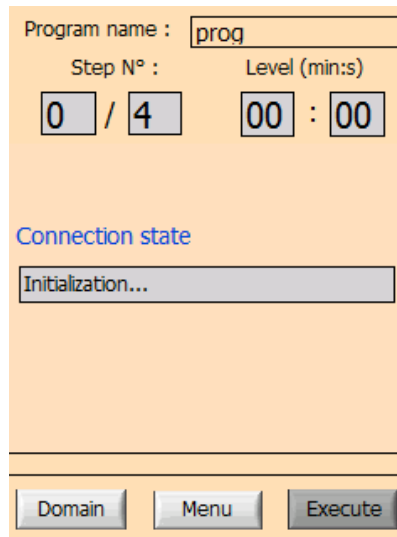 Program name : prog
Step N° : Level (min:s)
0 / 4 00 : 00
Connection state
Initialization...
Domain Menu Execute